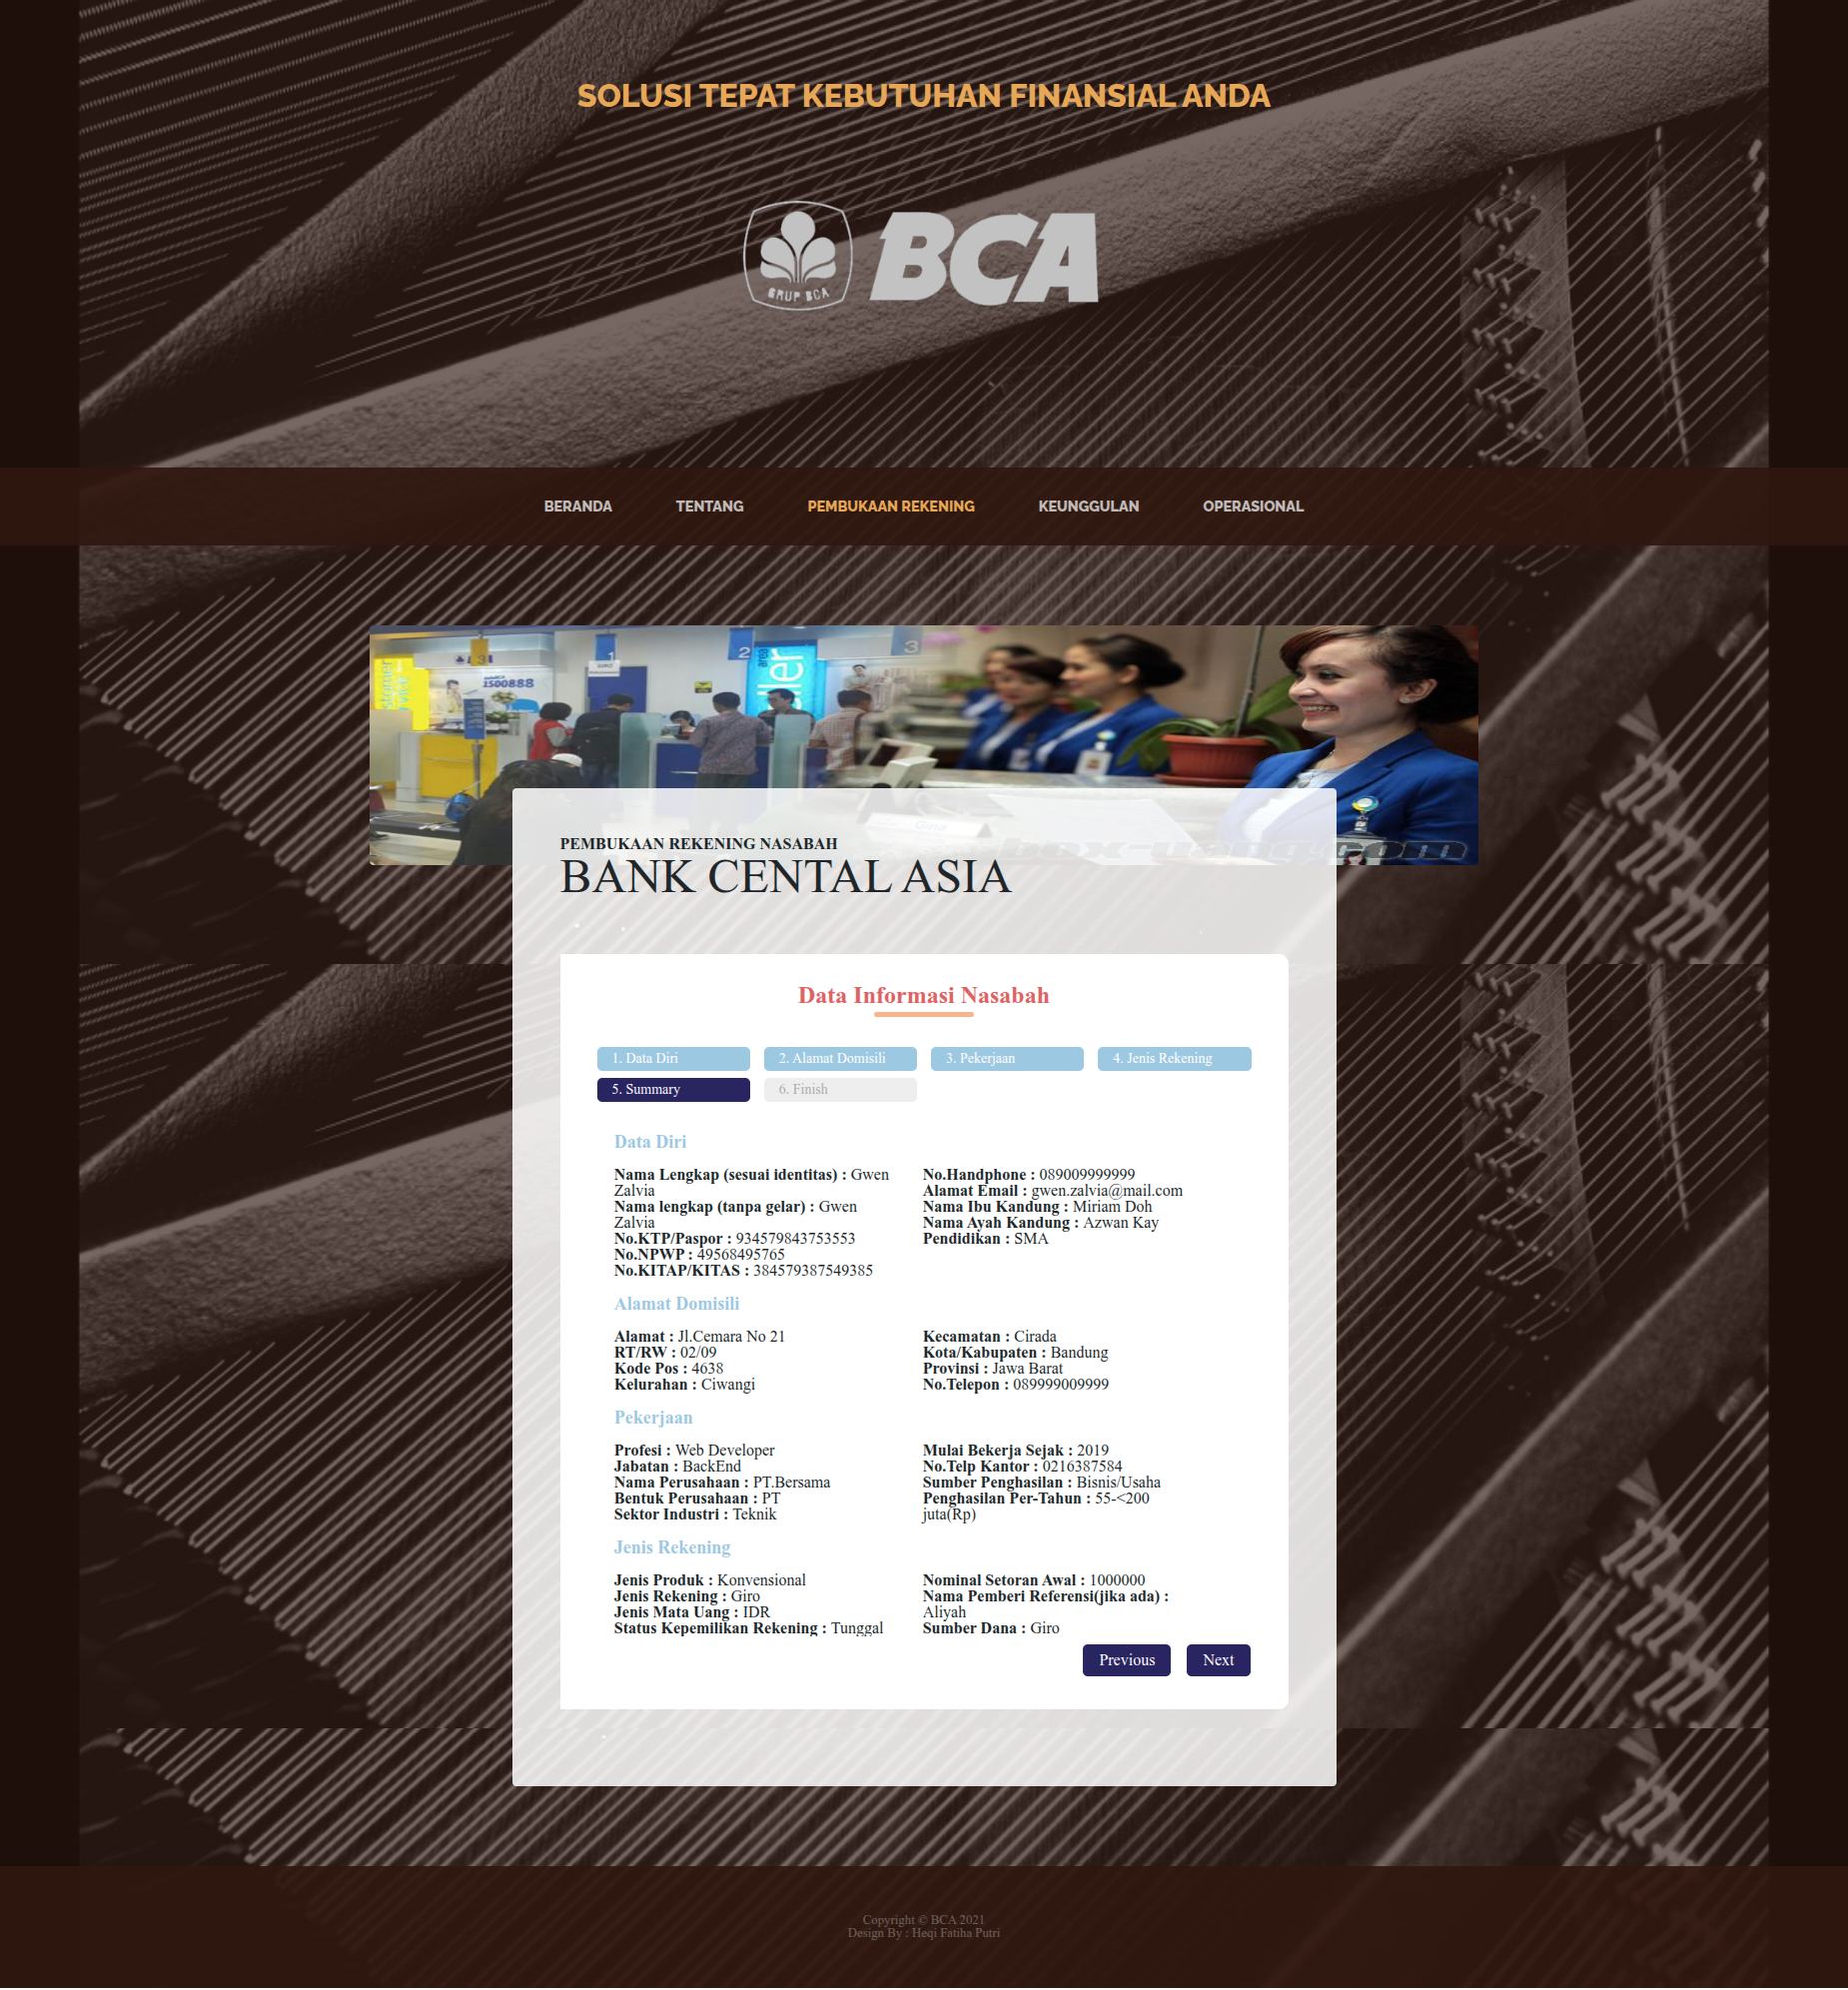 SOLUSI TEPAT KEBUTUHAN FINANSIAL ANDA
GRUP BCA
BCA
BERANDA TENTANG PEMBUKAAN REKENING KEUNGGULAN OPERASIONAL
3 1 2 3
1500888
PEMBUKAAN REKENING NASABAH
BANK CENTAL ASIA
Data Informasi Nasabah
1. Data Diri 2. Alamat Domisili 3. Pekerjaan 4. Jenis Rekening
5. Summary 6. Finish
Data Diri
Nama Lengkap (sesuai identitas) : Gwen
Zalvia
Nama lengkap (tanpa gelar) : Gwen
Zalvia
No.KTP/Paspor : 934579843753553
No.NPWP : 49568495765
No.KITAP/KITAS : 384579387549385
No.Handphone : 089009999999
Alamat Email : gwen.zalvia@mail.com
Nama Ibu Kandung : Miriam Doh
Nama Ayah Kandung : Azwan Kay
Pendidikan : SMA
Alamat Domisili
Alamat : Jl.Cemara No 21
RT/RW : 02/09
Kode Pos : 4638
Kelurahan : Ciwangi
Kecamatan : Cirada
Kota/Kabupaten : Bandung
Provinsi : Jawa Barat
No.Telepon : 089999009999
Pekerjaan
Profesi : Web Developer
Jabatan : BackEnd
Nama Perusahaan : PT.Bersama
Bentuk Perusahaan : PT
Sektor Industri : Teknik
Mulai Bekerja Sejak : 2019
No.Telp Kantor : 0216387584
Sumber Penghasilan : Bisnis/Usaha
Penghasilan Per-Tahun : 55-<200
juta(Rp)
Jenis Rekening
Jenis Produk : Konvensional
Jenis Rekening : Giro
Jenis Mata Uang : IDR
Status Kepemilikan Rekening : Tunggal
Nominal Setoran Awal : 1000000
Nama Pemberi Referensi(jika ada) :
Aliyah
Sumber Dana : Giro
Previous Next
Copyright © BCA 2021
Design By : Heqi Fatiha Putri